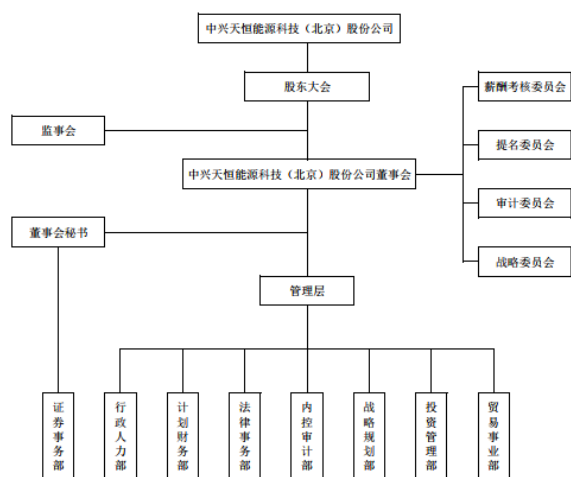 中兴天恒能源科技（北京）股份公司
股东大会
薪酬考核委员会
监事会
提名委员会
中兴天恒能源科技（北京）股份公司董事会
审计委员会
董事会秘书
战略委员会
管理层
证券事务部
行政人力部
计划财务部
法律事务部
内控审计部
战略规划部
投资管理部
贸易事业部